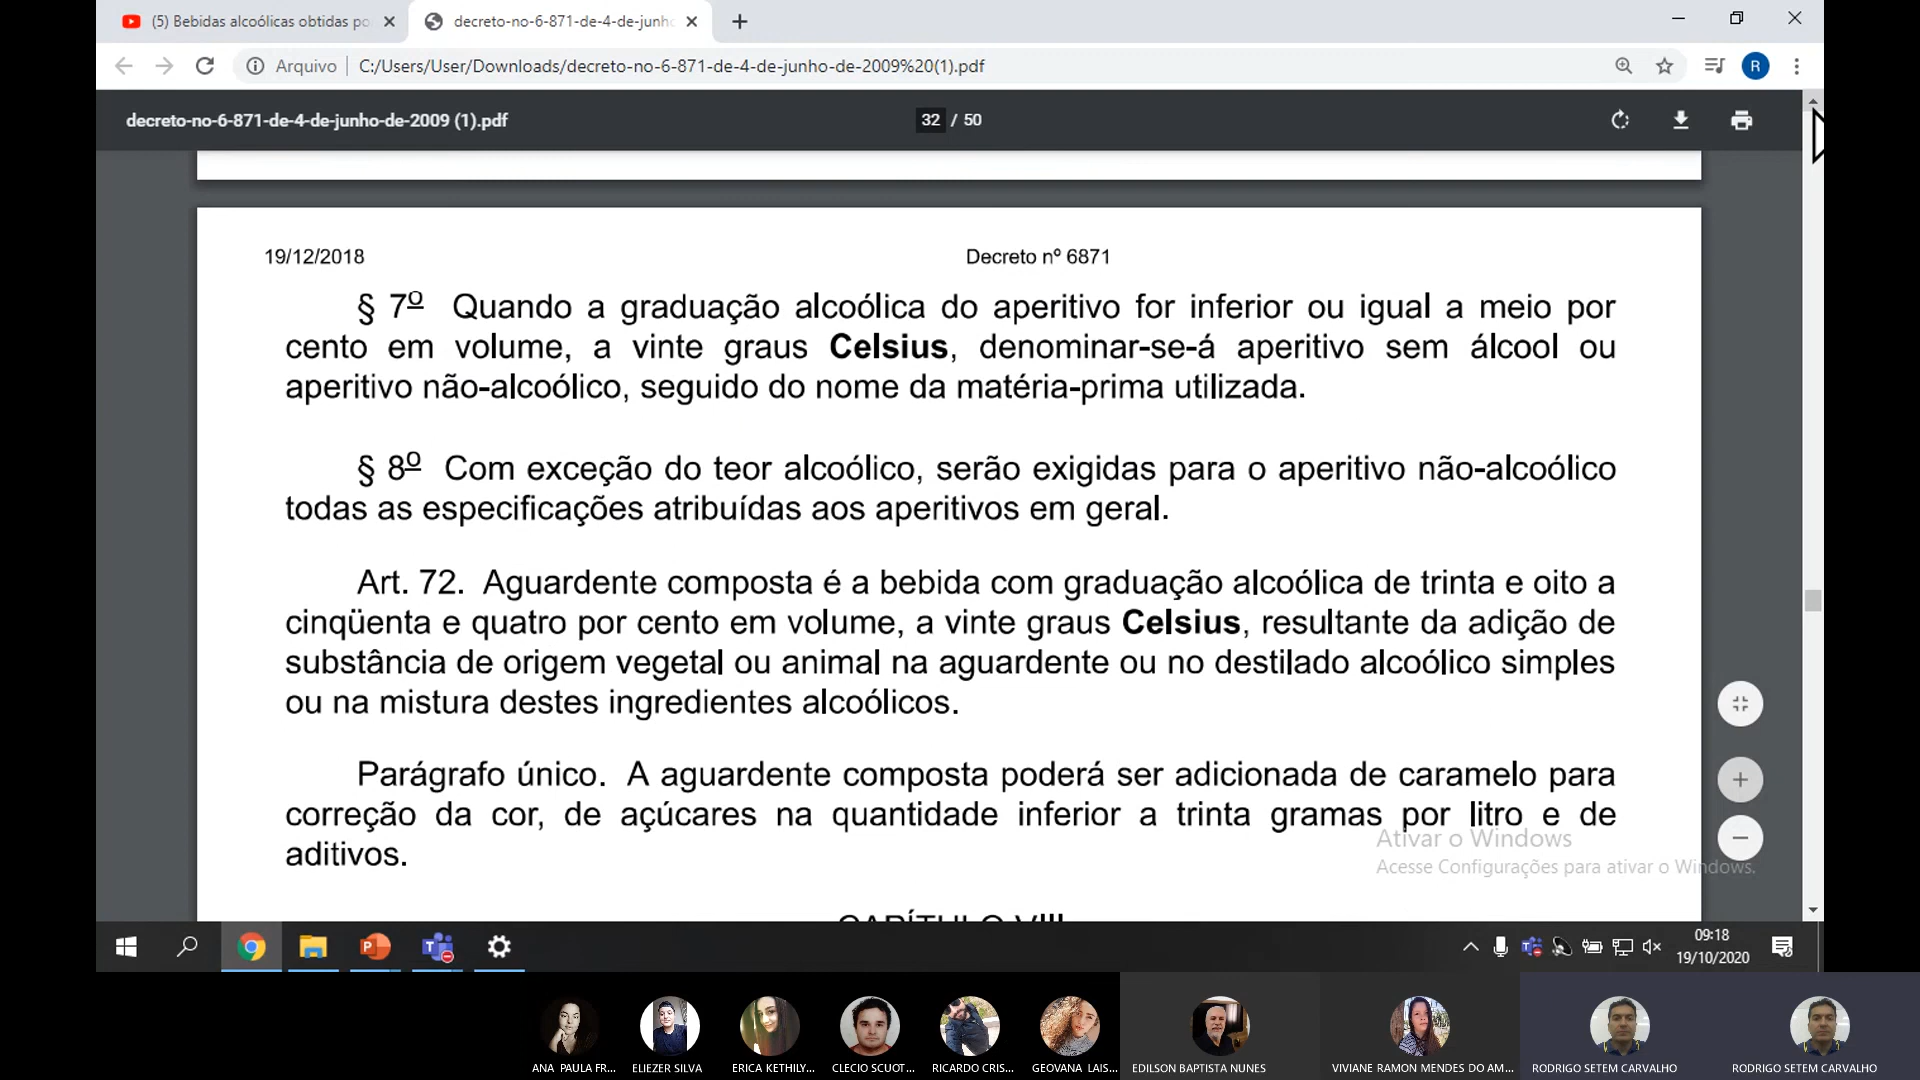 (5) Bebidas alcoólicas obtidas po
decreto-no-6-871-de-4-de-junho
Arquivo
C:/Users/User/Downloads/decreto-no-6-871-de-4-de-junho-de-2009%20(1).pdf
R
decreto-no-6-871-de-4-de-junho-de-2009 (1).pdf
32 / 50
19/12/2018
Decreto nº 6871
§ 7º Quando a graduação alcoólica do aperitivo for inferior ou igual a meio por
cento em volume, a vinte graus Celsius, denominar-se-á aperitivo sem álcool ou
aperitivo não-alcoólico, seguido do nome da matéria-prima utilizada.
§ 8º Com exceção do teor alcoólico, serão exigidas para o aperitivo não-alcoólico
todas as especificações atribuídas aos aperitivos em geral.
Art. 72. Aguardente composta é a bebida com graduação alcoólica de trinta e oito a
cinqüenta e quatro por cento em volume, a vinte graus Celsius, resultante da adição de
substância de origem vegetal ou animal na aguardente ou no destilado alcoólico simples
ou na mistura destes ingredientes alcoólicos.
Parágrafo único. A aguardente composta poderá ser adicionada de caramelo para
correção da cor, de açúcares na quantidade inferior a trinta gramas por litro e de
aditivos.
Ativar o Windows
Acesse Configurações para ativar o Windows.
CAPÍTULO VIII
09:18
19/10/2020
ANA PAULA FR...
ELIEZER SILVA
ERICA KETHILY...
CLECIO SCUOT...
RICARDO CRIS...
GEOVANA LAIS...
EDILSON BAPTISTA NUNES
VIVIANE RAMON MENDES DO AM...
RODRIGO SETEM CARVALHO
RODRIGO SETEM CARVALHO